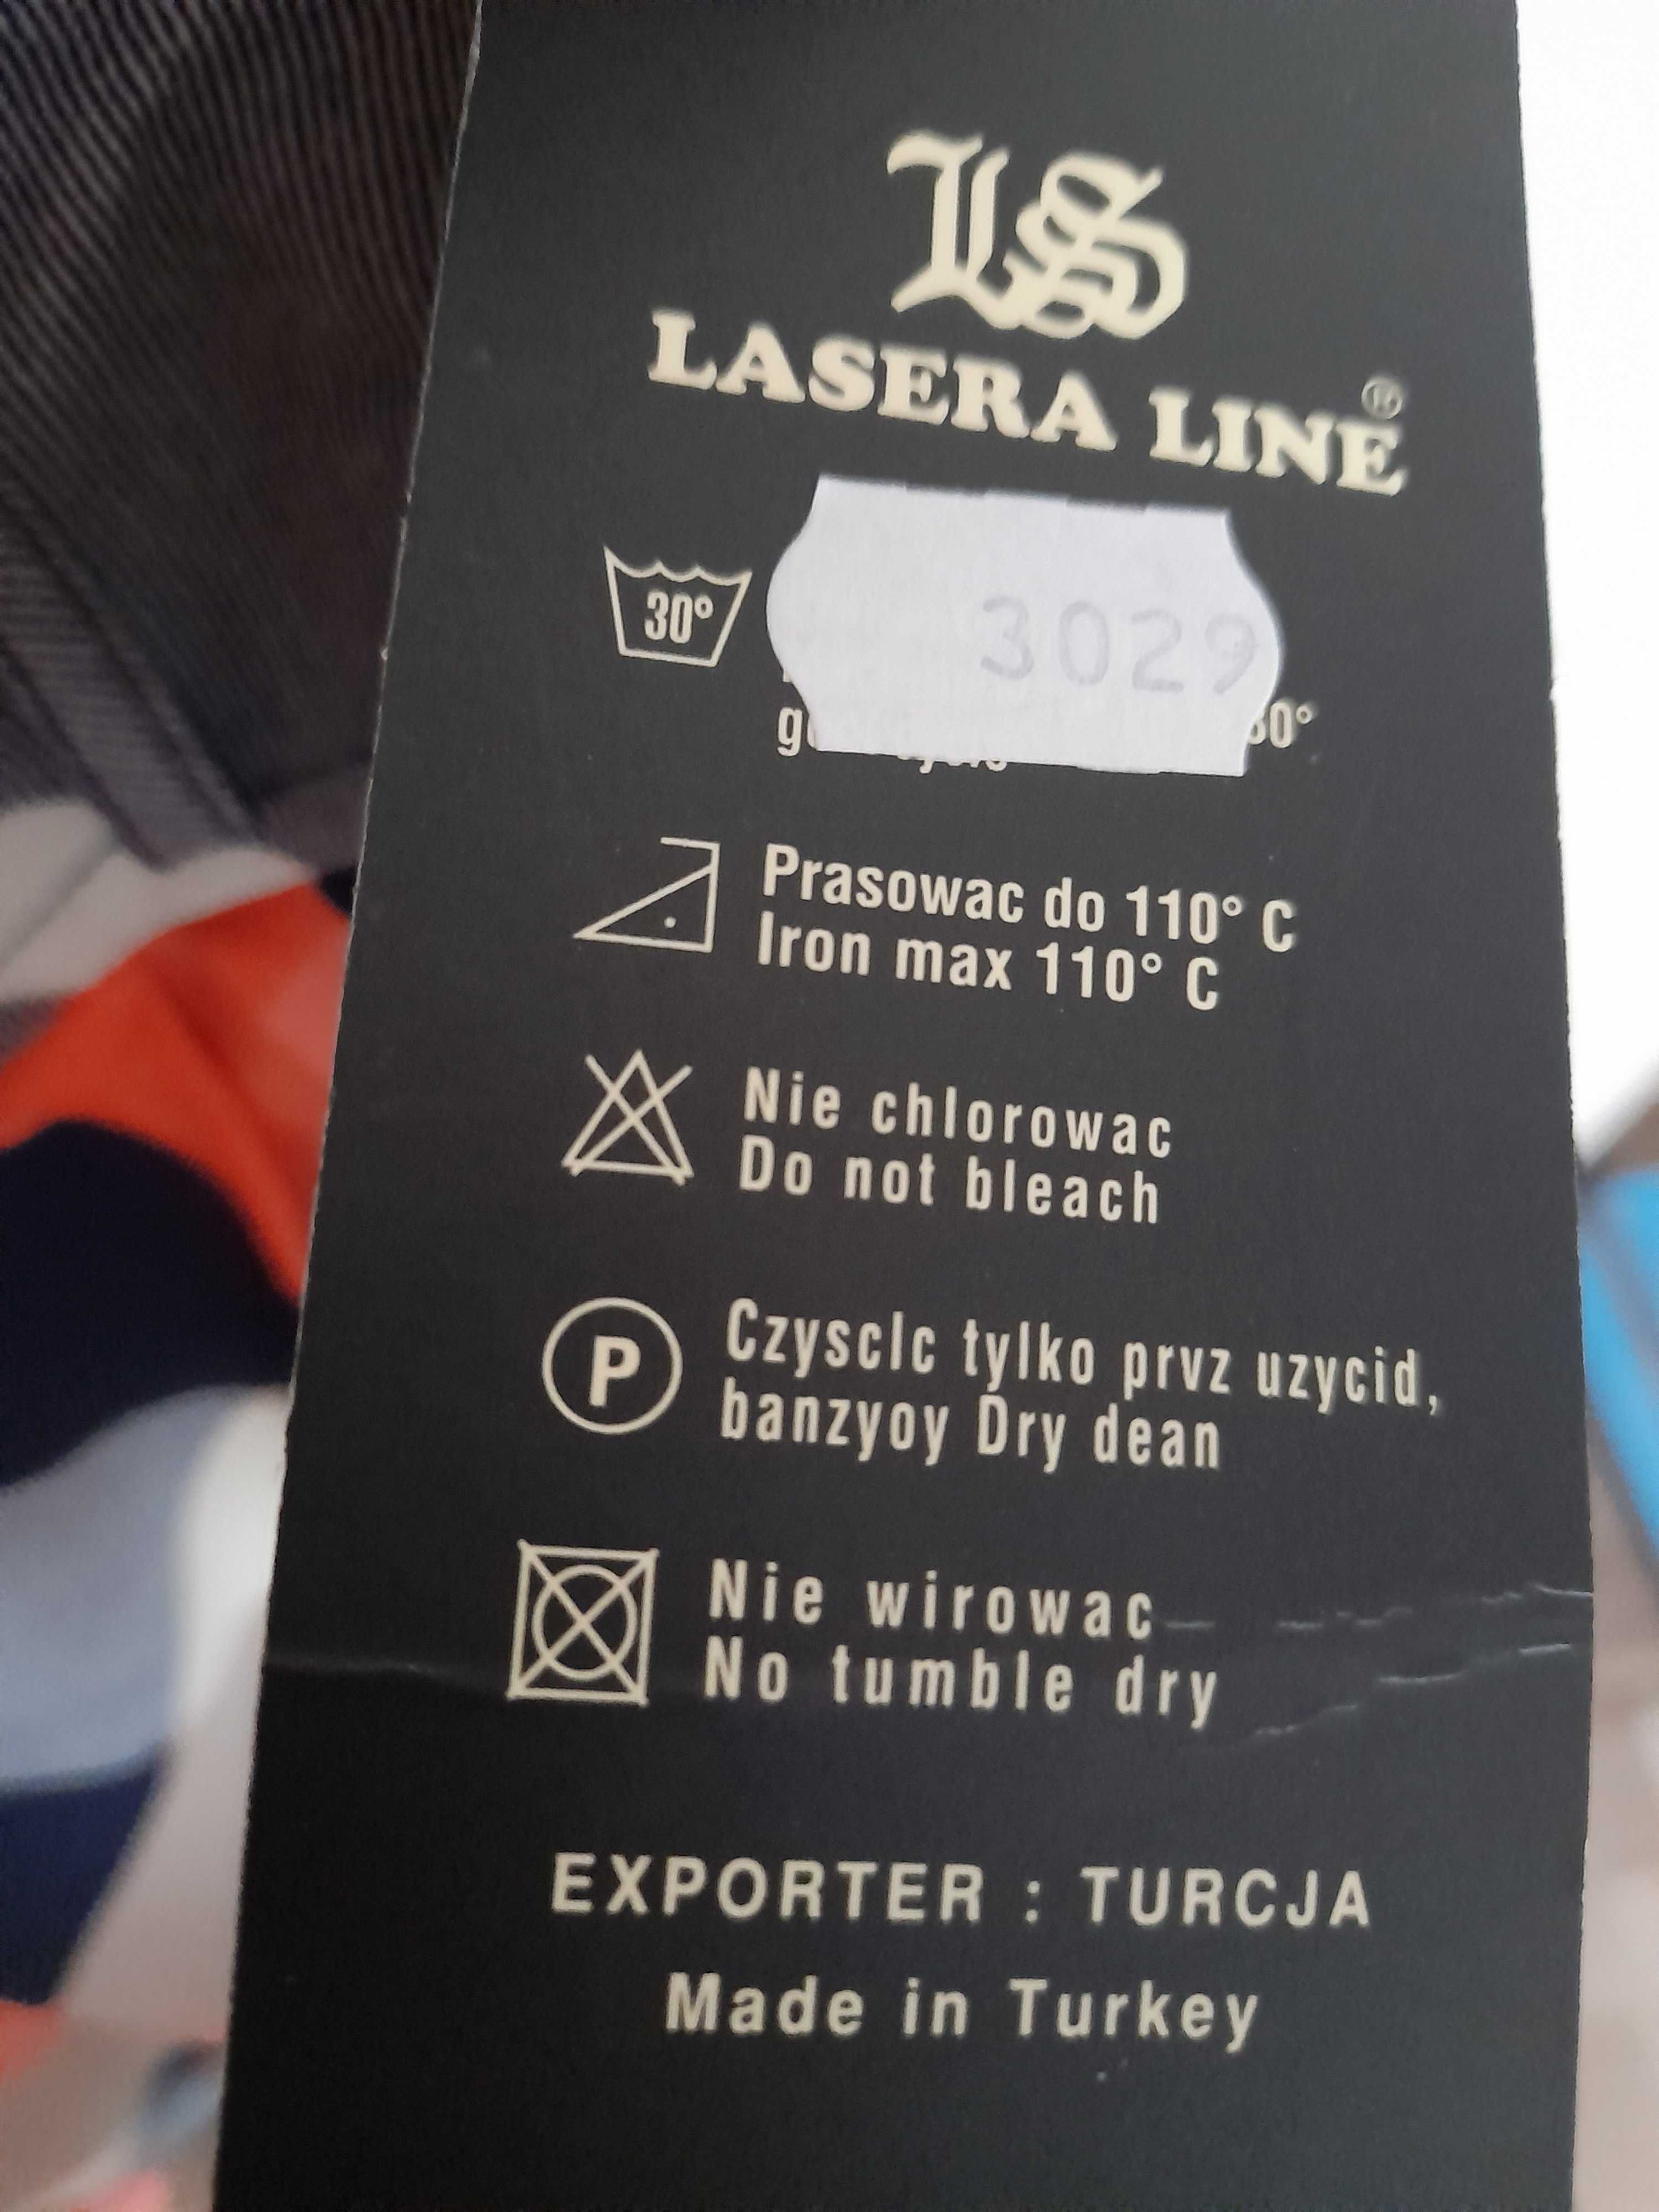 LS
LASERA LINE®
30°
3029
Prasowac do 110° C
Iron max 110° C
Nie chlorowac
Do not bleach
P
Czysclc tylko prvz uzycid,
banzyoy Dry dean
Nie wirowac
No tumble dry
EXPORTER : TURCJA
Made in Turkey